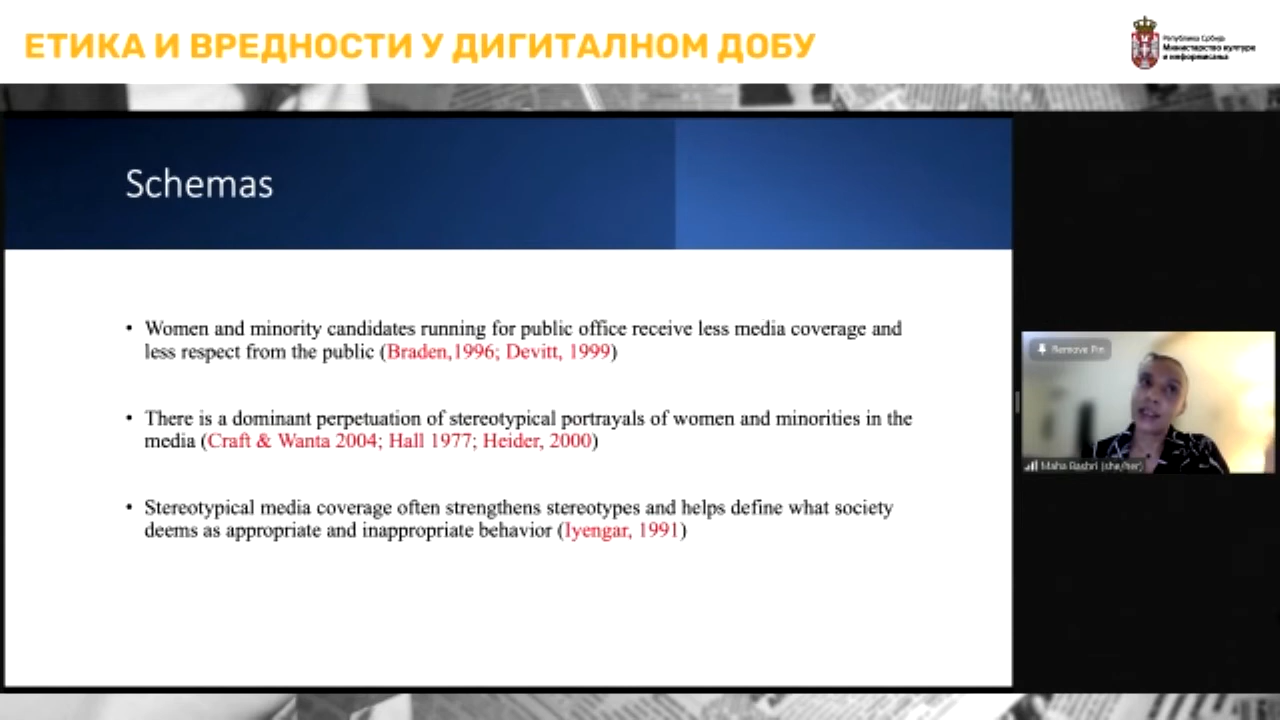 ЕТИКА И ВРЕДНОСТИ У ДИГИТАЛНОМ ДОБУ
Република Србија
Министарство културе
и информисања
Schemas
• Women and minority candidates running for public office receive less media coverage and
less respect from the public (Braden,1996; Devitt, 1999)
• There is a dominant perpetuation of stereotypical portrayals of women and minorities in the
media (Craft & Wanta 2004; Hall 1977; Heider, 2000)
• Stereotypical media coverage often strengthens stereotypes and helps define what society
deems as appropriate and inappropriate behavior (Iyengar, 1991)
Remove Pin
Maha Bashri (she/her)